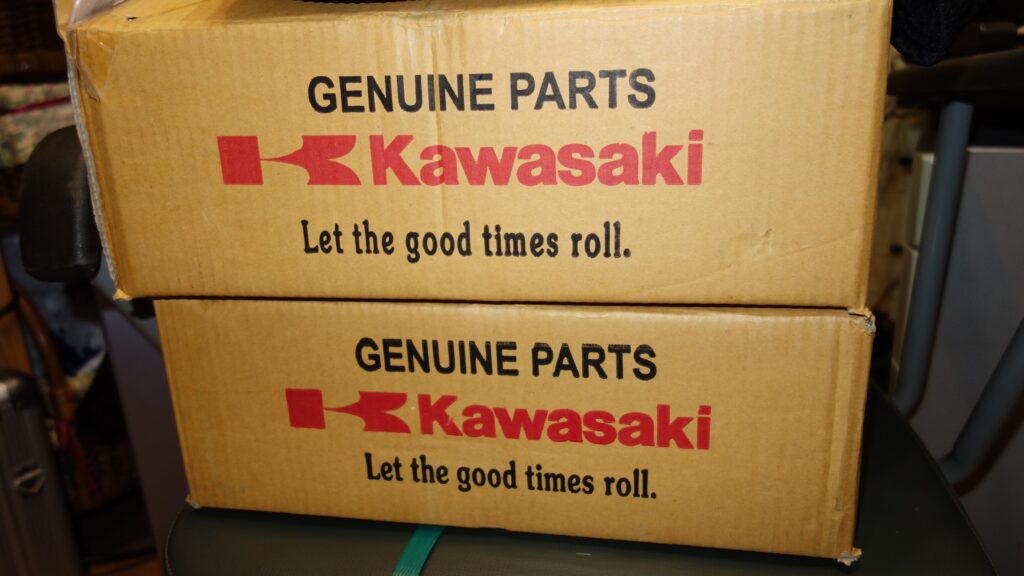 GENUINE PARTS
Kawasaki
Let the good times roll.
GENUINE PARTS
Kawasaki
Let the good times roll.